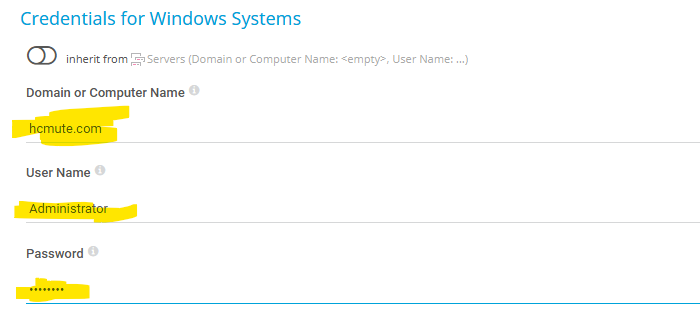 Credentials for Windows Systems
inherit from Servers (Domain or Computer Name: <empty>, User Name: ...)
Domain or Computer Name
hcmute.com
User Name
Administrator
Password
••••••••